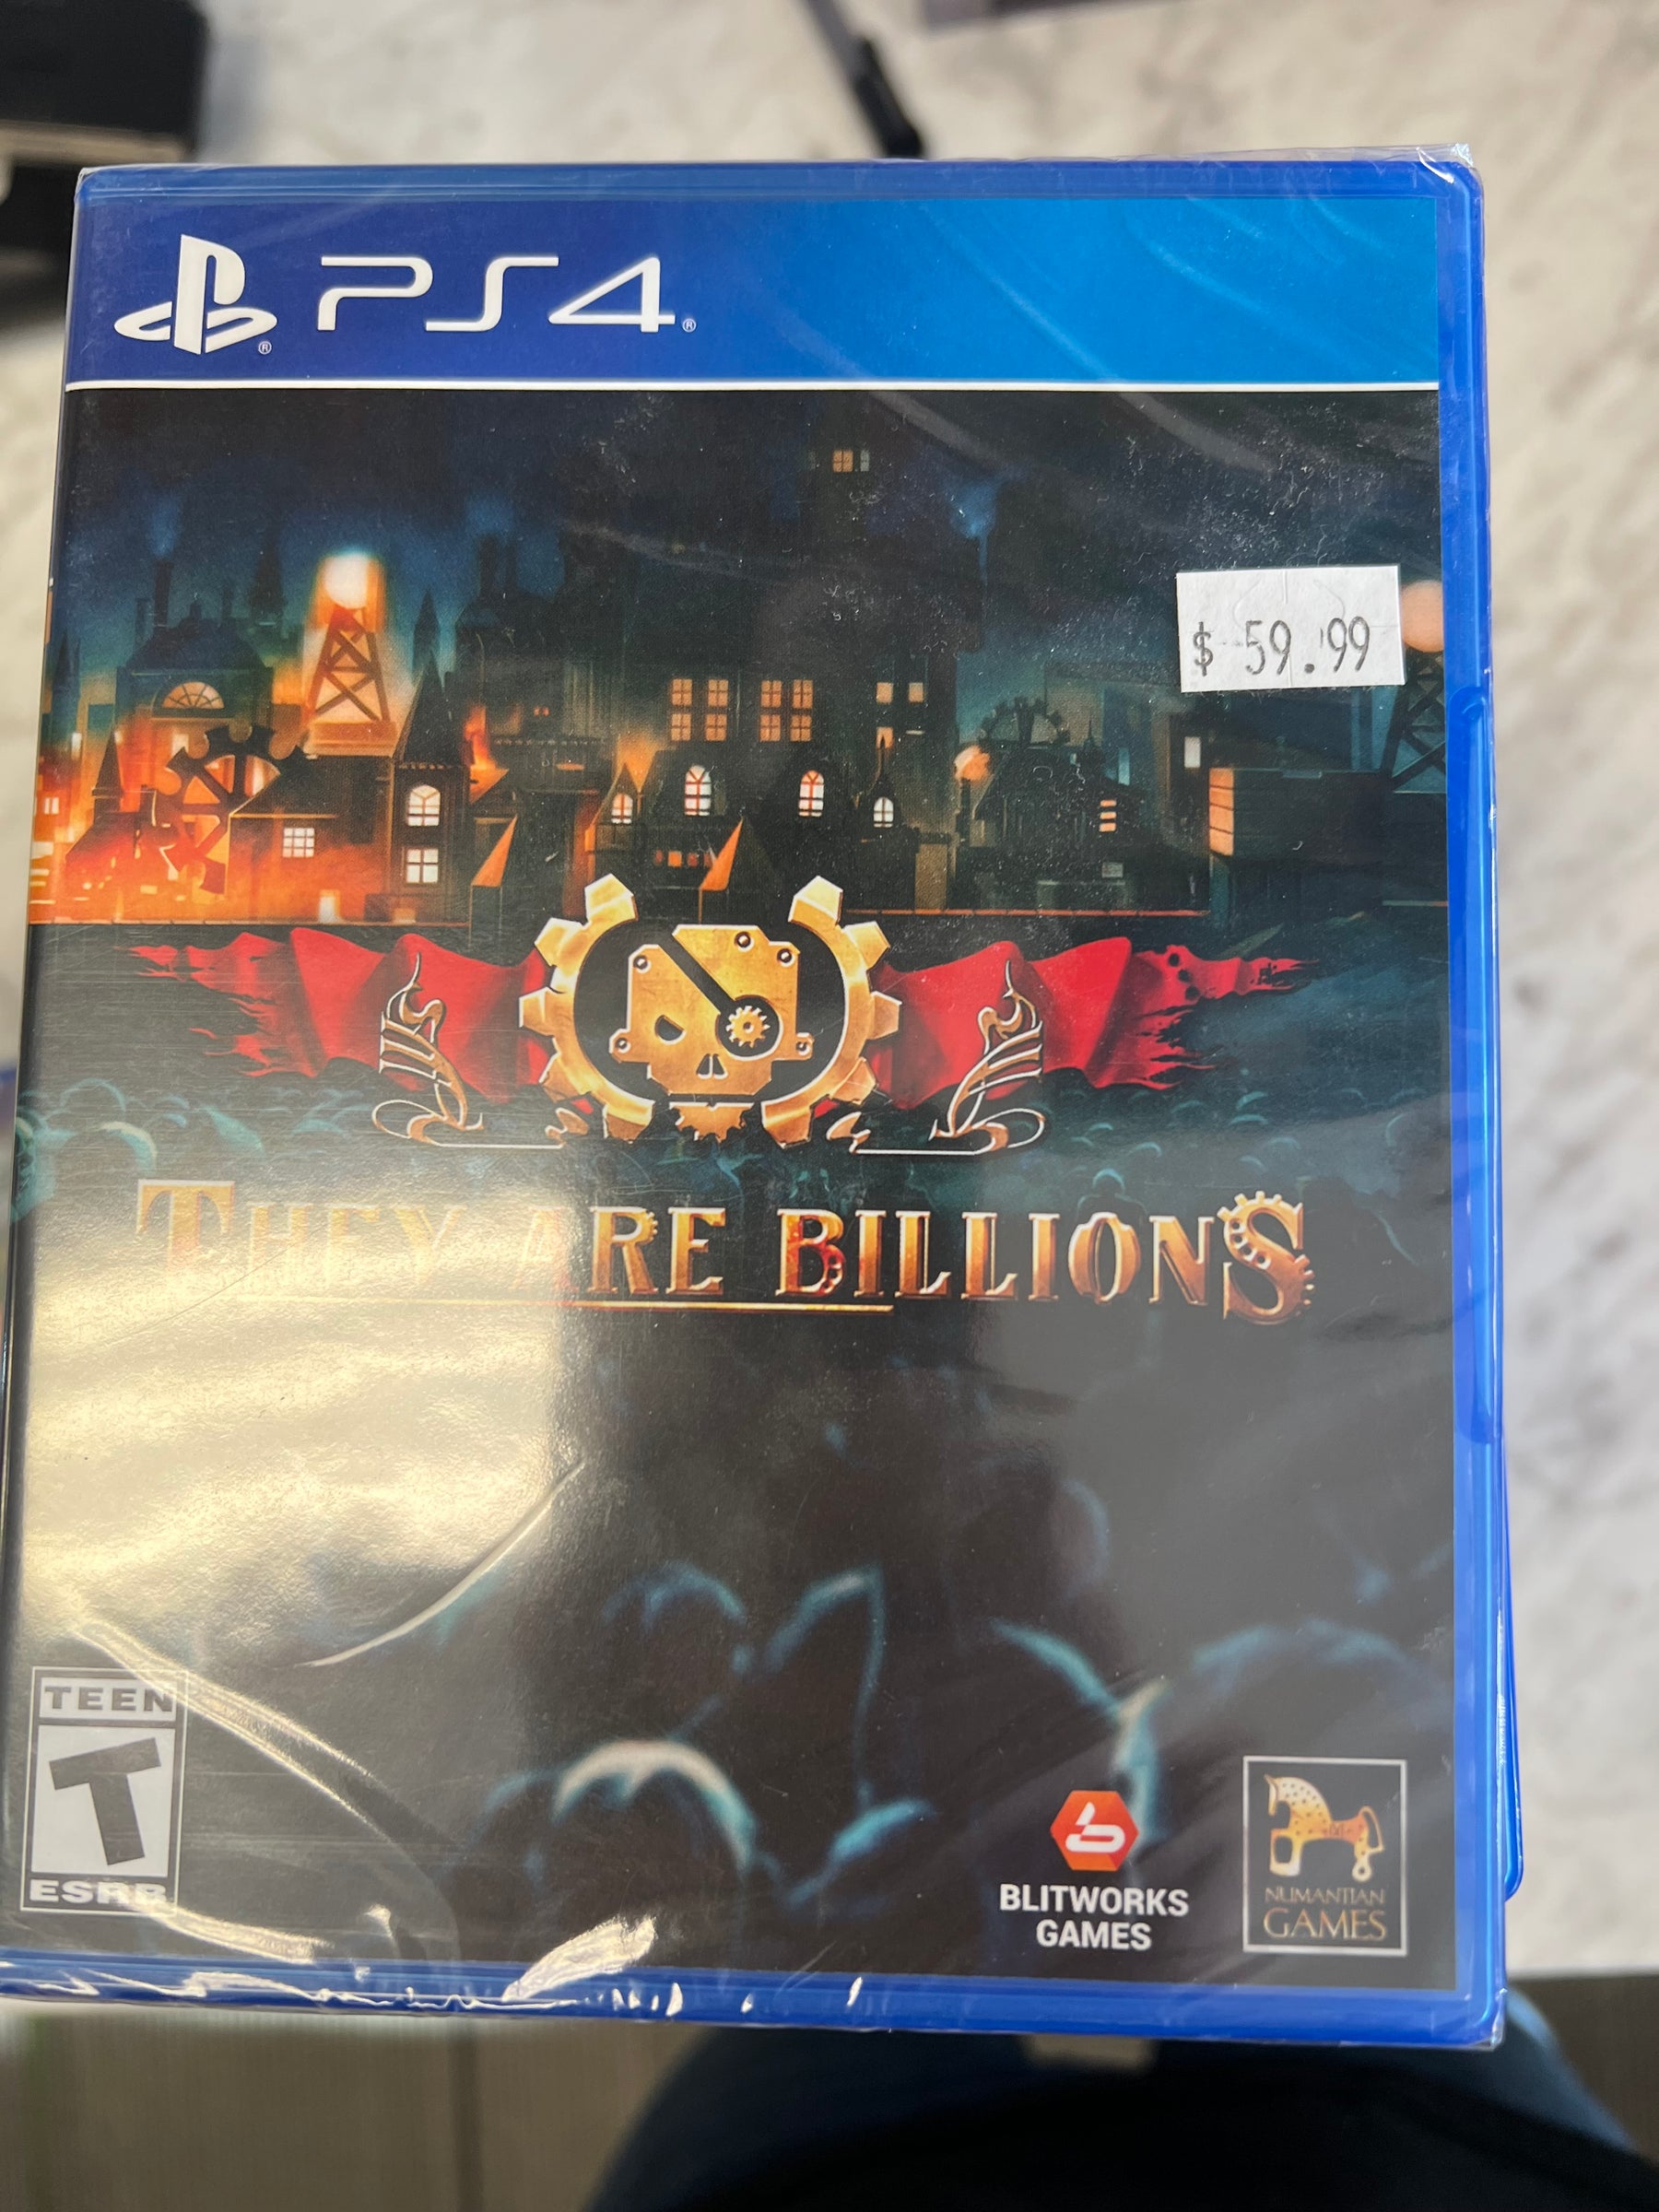 PS4
$ 59.99
THEY ARE BILLIONS
TEEN
T
ESRB
BLITWORKS
GAMES
NUMANTIAN
GAMES